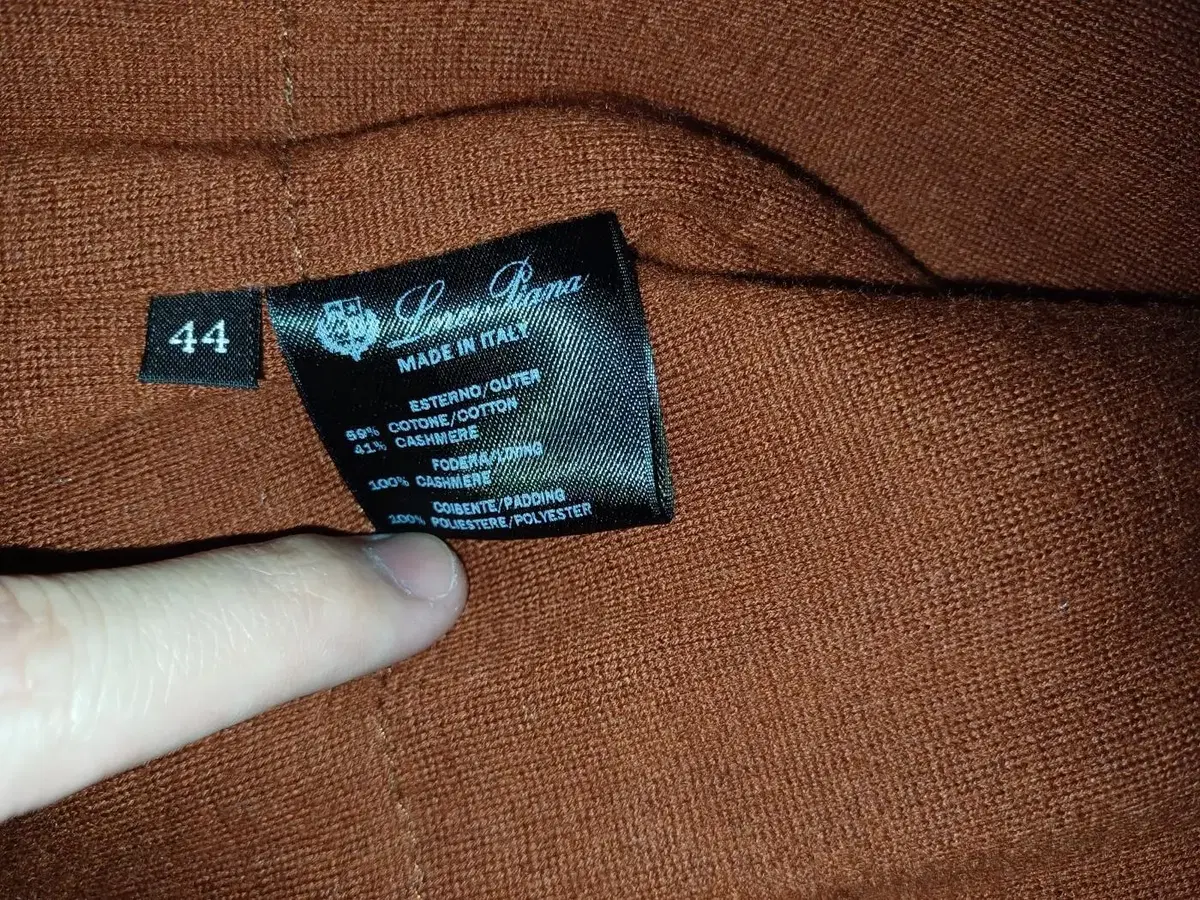 44
Loro Piana
MADE IN ITALY
ESTERNO/OUTER
59% COTONE/COTTON
41% CASHMERE
FODERA/LINING
100% CASHMERE
COIBENTE/PADDING
100% POLIESTERE/POLYESTER